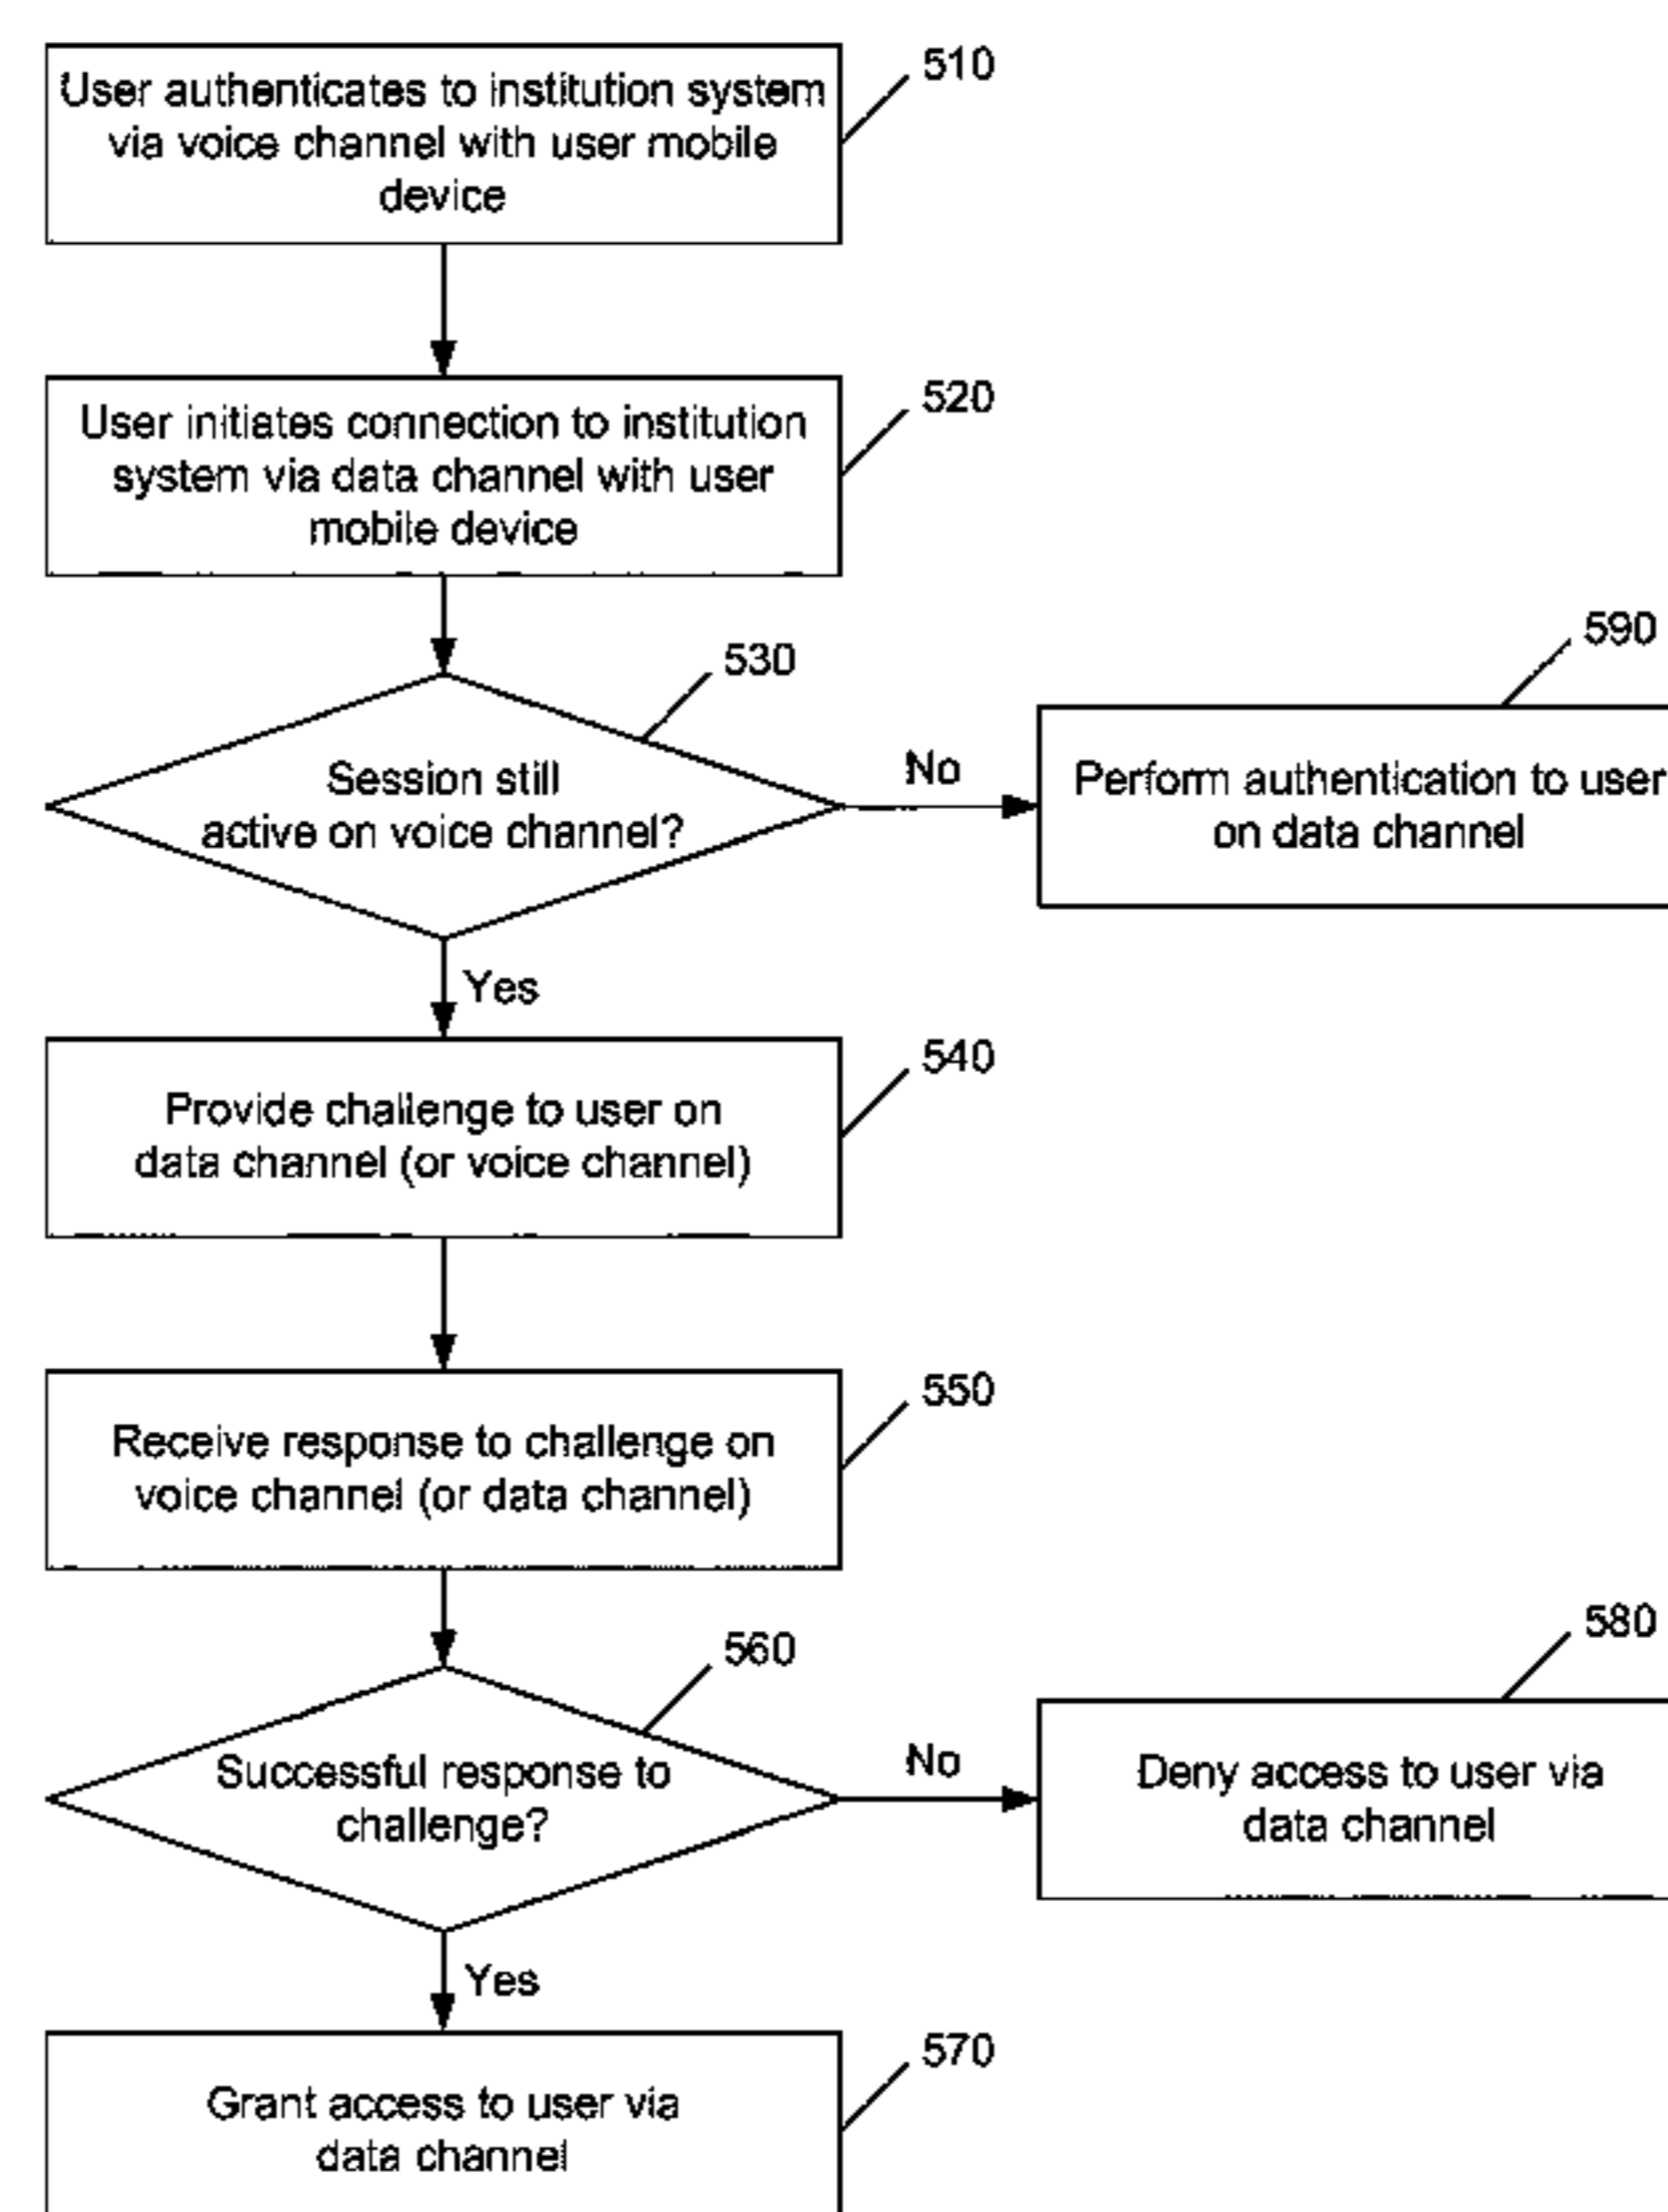 510
User authenticates to institution system
via voice channel with user mobile
device
520
User initiates connection to institution
system via data channel with user
mobile device
530
Session still
active on voice channel?
No
590
Perform authentication to user
on data channel
Yes
540
Provide challenge to user on
data channel (or voice channel)
550
Receive response to challenge on
voice channel (or data channel)
560
Successful response to
challenge?
No
580
Deny access to user via
data channel
Yes
570
Grant access to user via
data channel